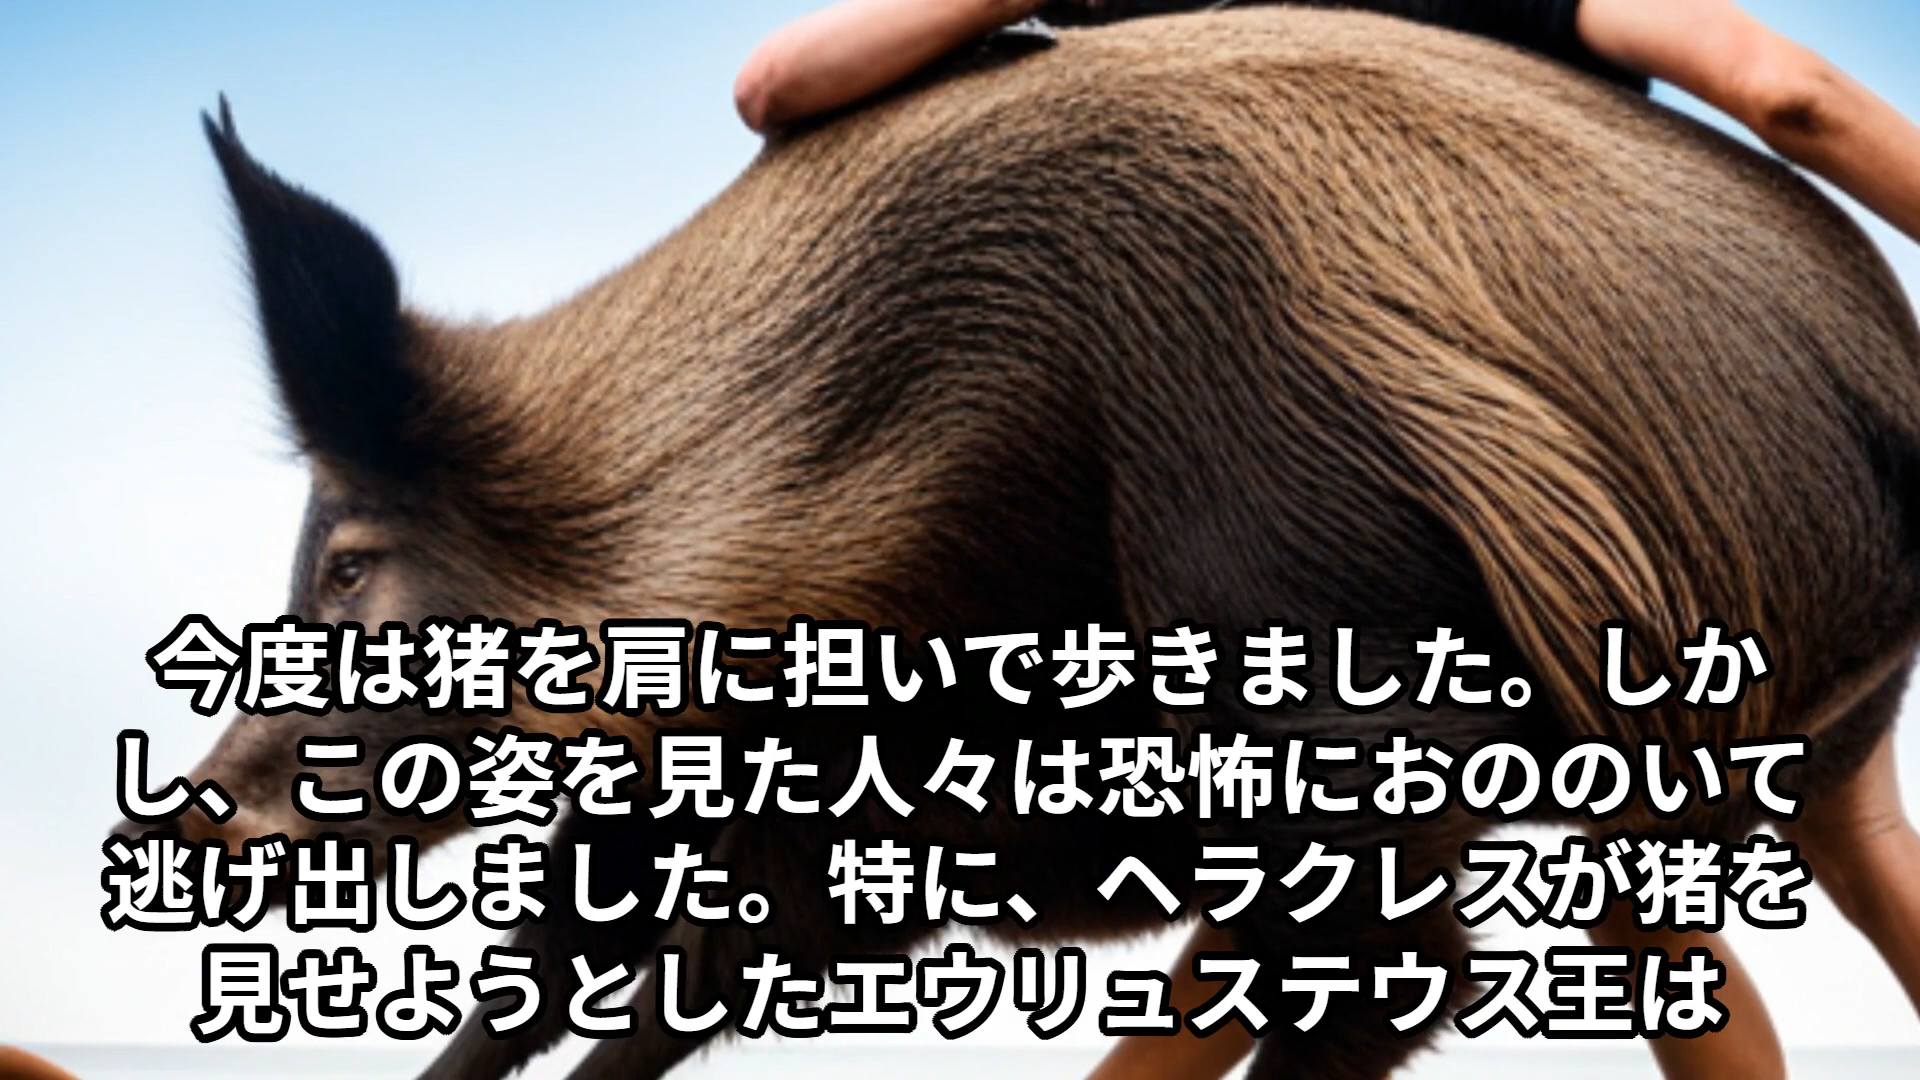 今度は猪を肩に担いで歩きました。しか
し、この姿を見た人々は恐怖におののいて
逃げ出しました。特に、ヘラクレスが猪を
見せようとしたエウリュステウス王は